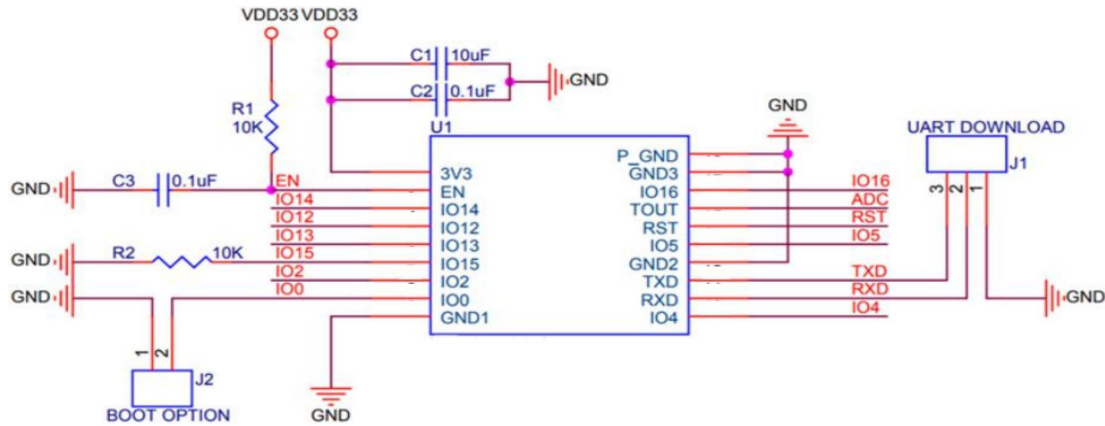 VDD33 VDD33
C1 10uF
GND
C2 0.1uF
R1
10K
U1
GND
UART DOWNLOAD
J1
GND
C3 0.1uF
EN
3V3
EN
IO14
IO14
IO12
IO12
IO13
IO13
GND
R2 10K
IO15
IO15
IO2
IO2
GND
IO0
IO0
GND1
P_GND
GND3
IO16
IO16
TOUT
ADC
RST
RST
IO5
IO5
GND2
TXD
TXD
RXD
RXD
IO4
IO4
3 2 1
GND
1 2
J2
BOOT OPTION
GND